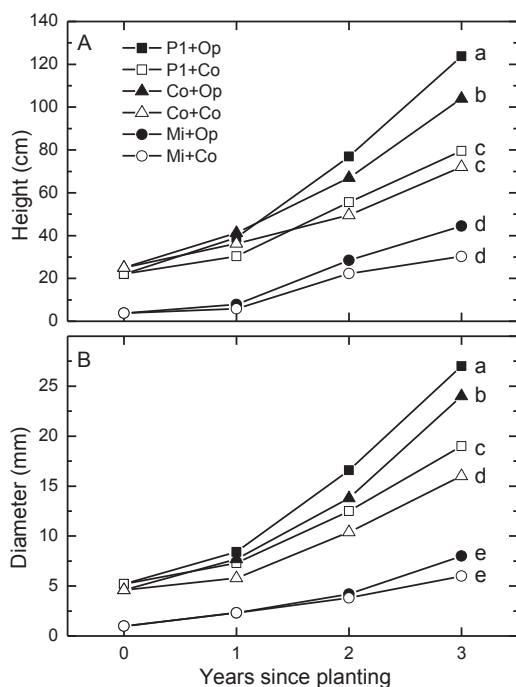 140
A
P1+Op
a
120
P1+Co
Co+Op
b
100
Co+Co
Mi+Op
80
Mi+Co
c
c
60
Height (cm)
40
d
d
20
0
B
a
25
b
20
c
d
15
Diameter (mm)
10
e
e
5
0
0 1 2 3
Years since planting